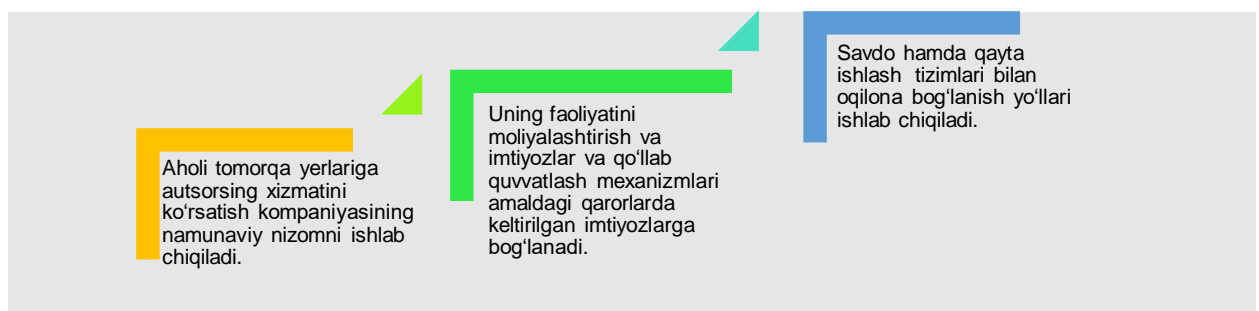 Aholi tomorqa yerlariga
autsorsing xizmatini
ko‘rsatish kompaniyasining
namunaviy nizomni ishlab
chiqiladi.
Uning faoliyatini
moliyalashtirish va
imtiyozlar va qo‘llab
quvvatlash mexanizmlari
amaldagi qarorlarda
keltirilgan imtiyozlarga
bog‘lanadi.
Savdo hamda qayta
ishlash tizimlari bilan
oqilona bog‘lanish yo‘llari
ishlab chiqiladi.